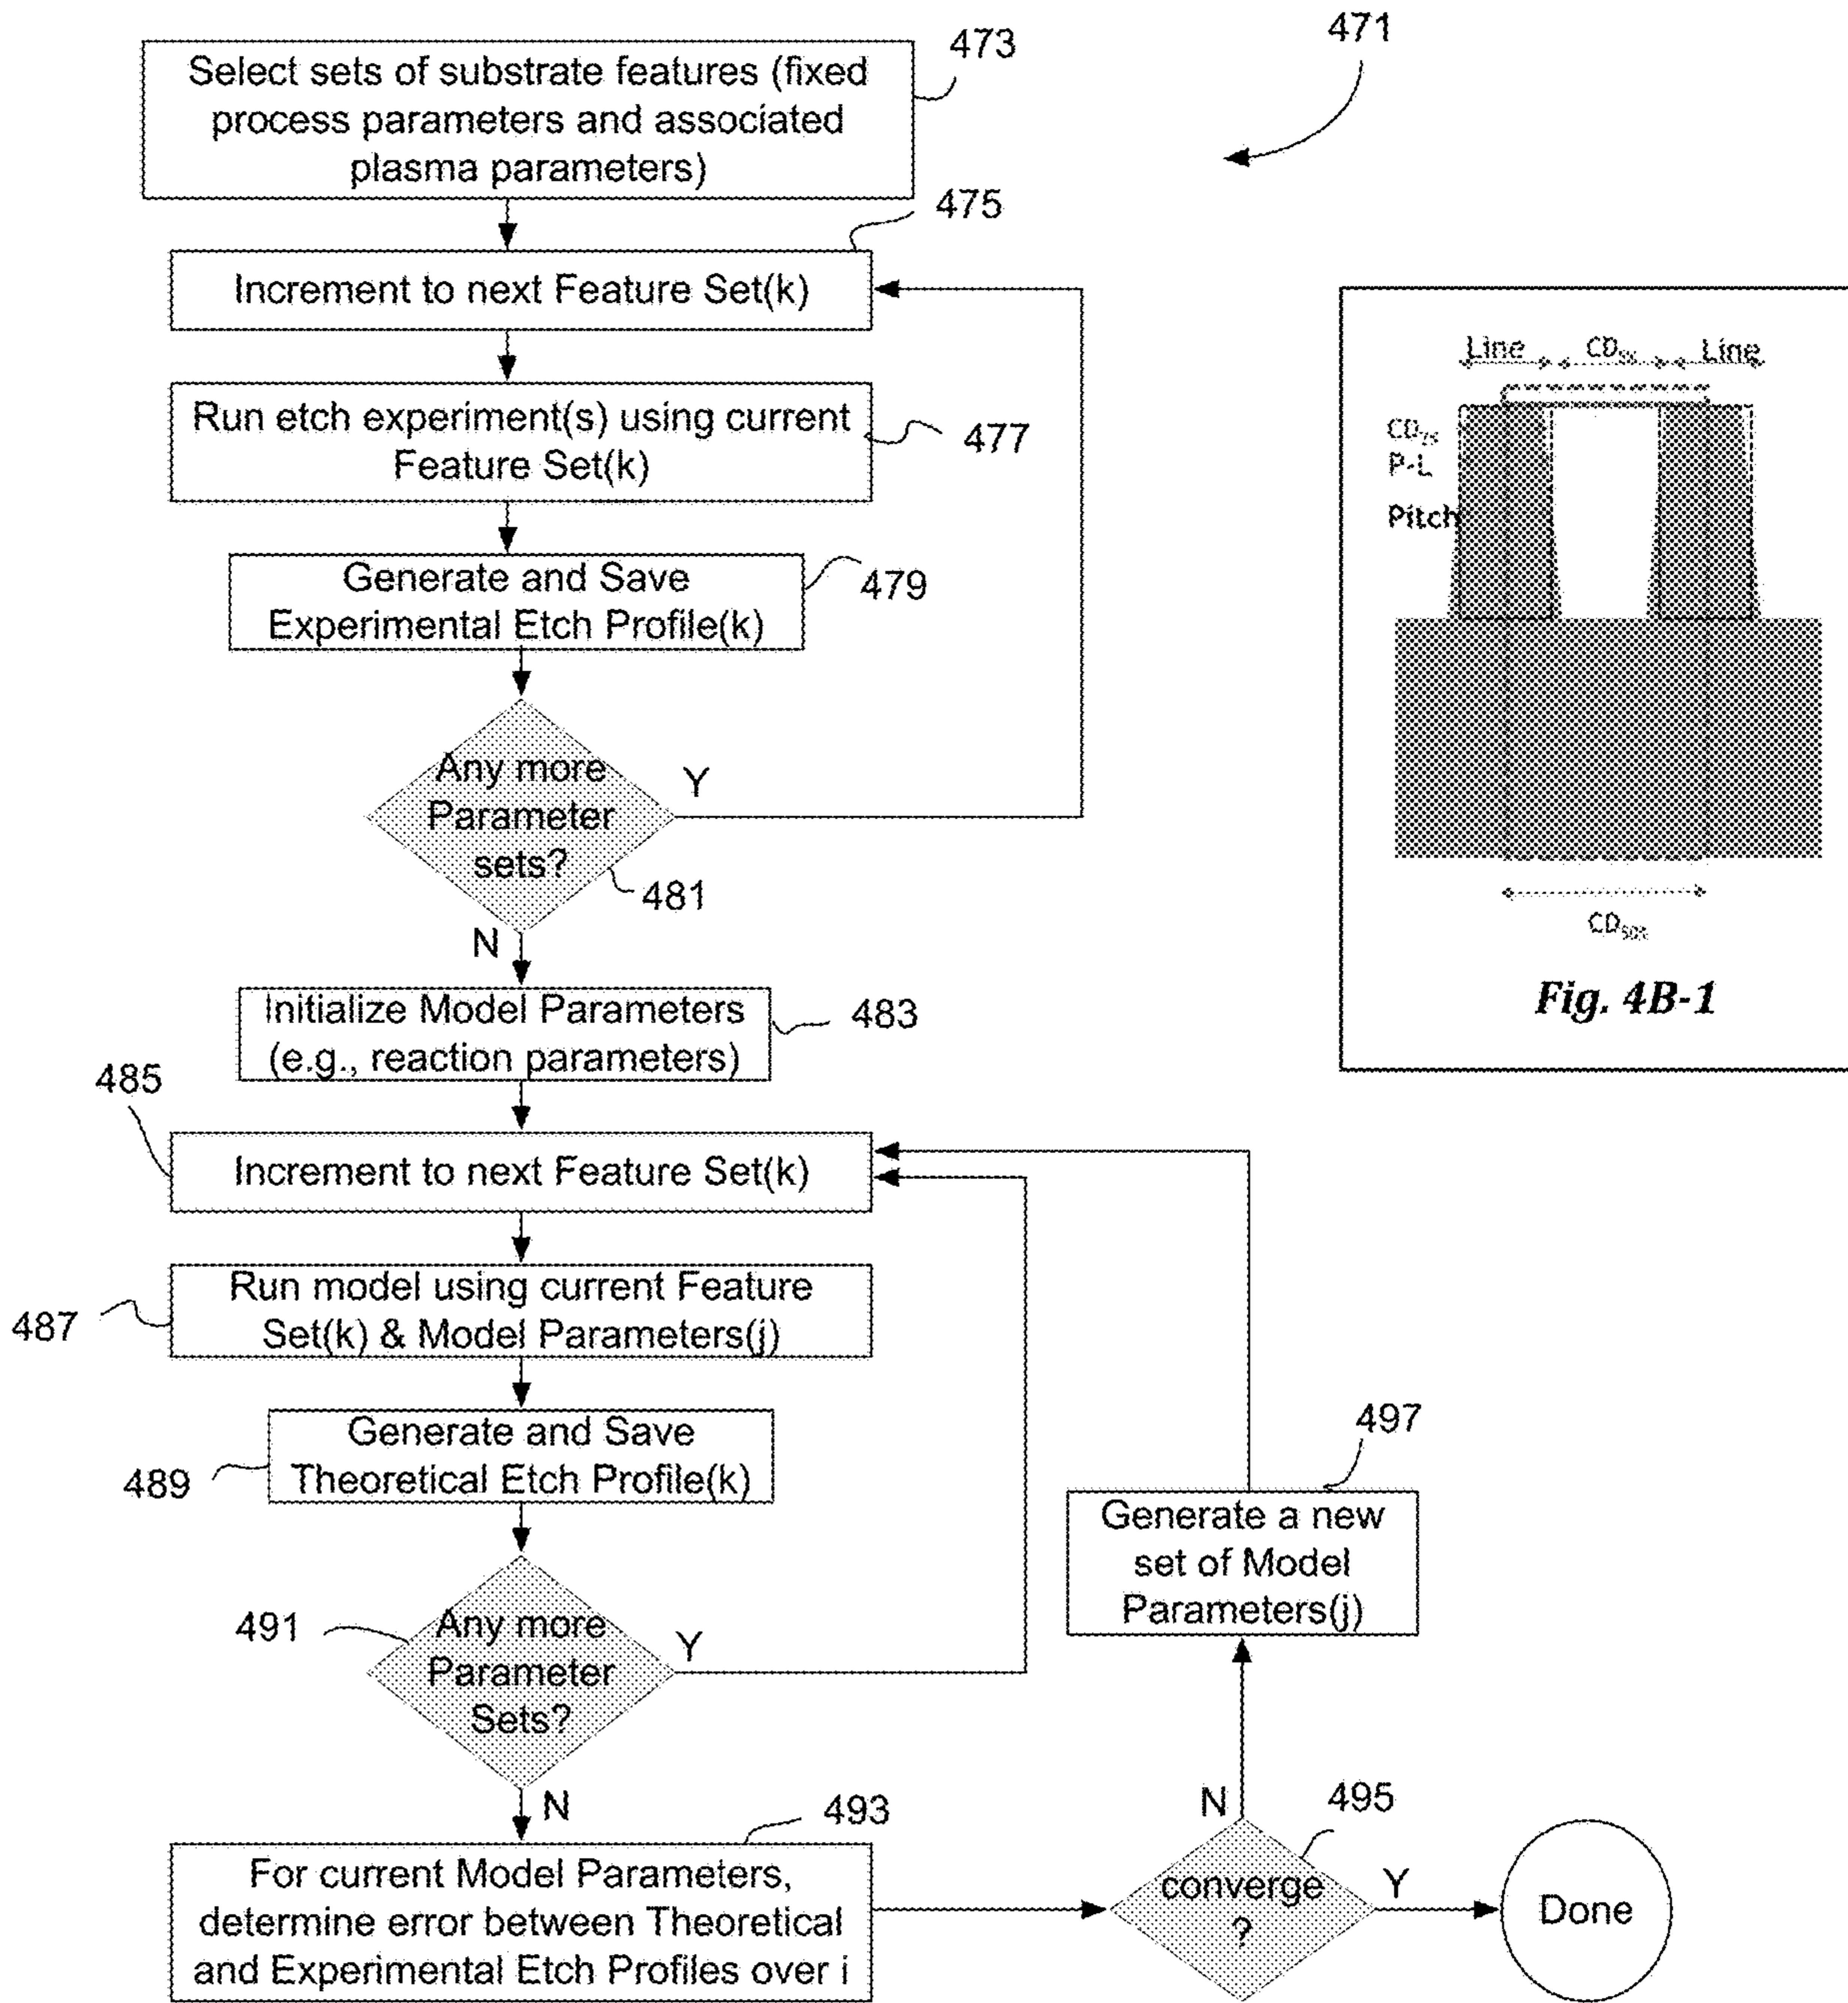 473
471
Select sets of substrate features (fixed
process parameters and associated
plasma parameters)
475
Increment to next Feature Set(k)
Run etch experiment(s) using current
Feature Set(k)
477
Generate and Save
Experimental Etch Profile(k)
479
Any more
Parameter
sets?
Y
481
N
Initialize Model Parameters
(e.g., reaction parameters)
483
485
Increment to next Feature Set(k)
Run model using current Feature
Set(k) & Model Parameters(j)
487
Generate and Save
Theoretical Etch Profile(k)
489
491
Any more
Parameter
Sets?
Y
N
493
For current Model Parameters,
determine error between Theoretical
and Experimental Etch Profiles over i
497
Generate a new
set of Model
Parameters(j)
N
495
converge
?
Y
Done
Line
Line
P-L
Pitch
Fig. 4B-1